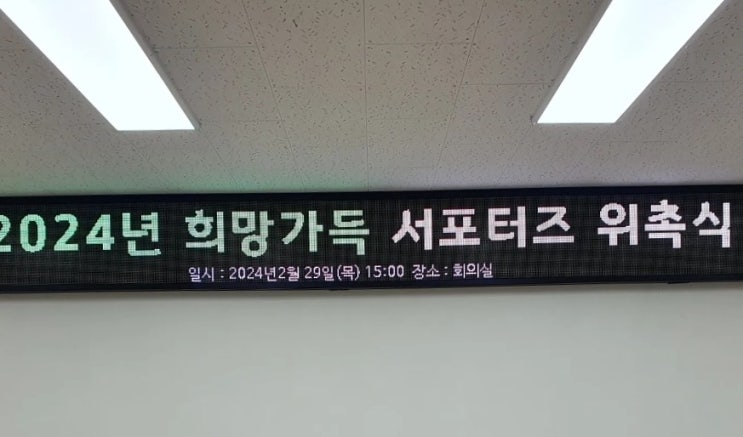 2024년 희망가득 서포터즈 위촉식
일시 : 2024년2월 29일(목) 15:00 장소 : 회의실